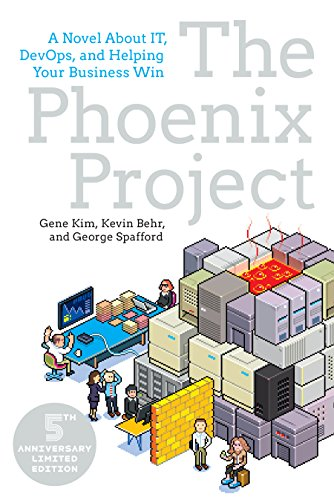 A Novel About IT,
DevOps, and Helping
Your Business Win
The
Phoenix
Project
Gene Kim, Kevin Behr,
and George Spafford
5TH
ANNIVERSARY
LIMITED
EDITION